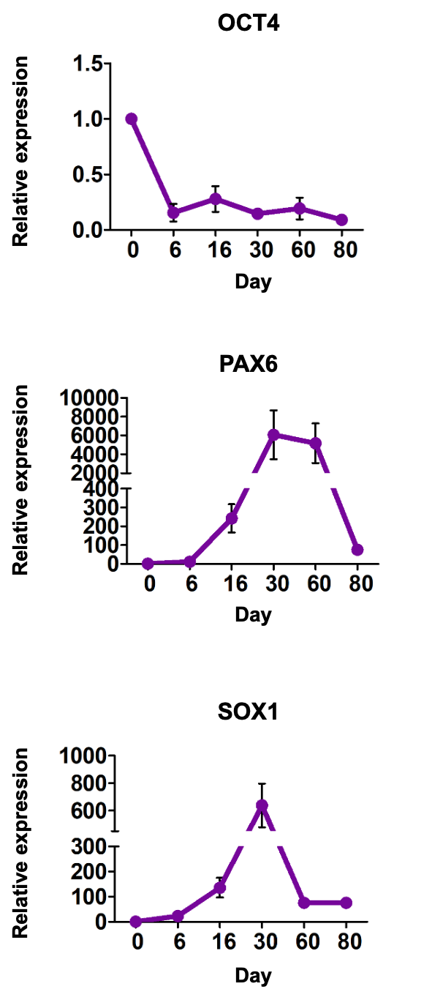 OCT4
Relative expression
1.5
1.0
0.5
0.0
0 6 16 30 60 80
Day
PAX6
Relative expression
10000
8000
6000
4000
2000
400
300
200
100
0
0 6 16 30 60 80
Day
SOX1
Relative expression
1000
800
600
300
200
100
0
0 6 16 30 60 80
Day